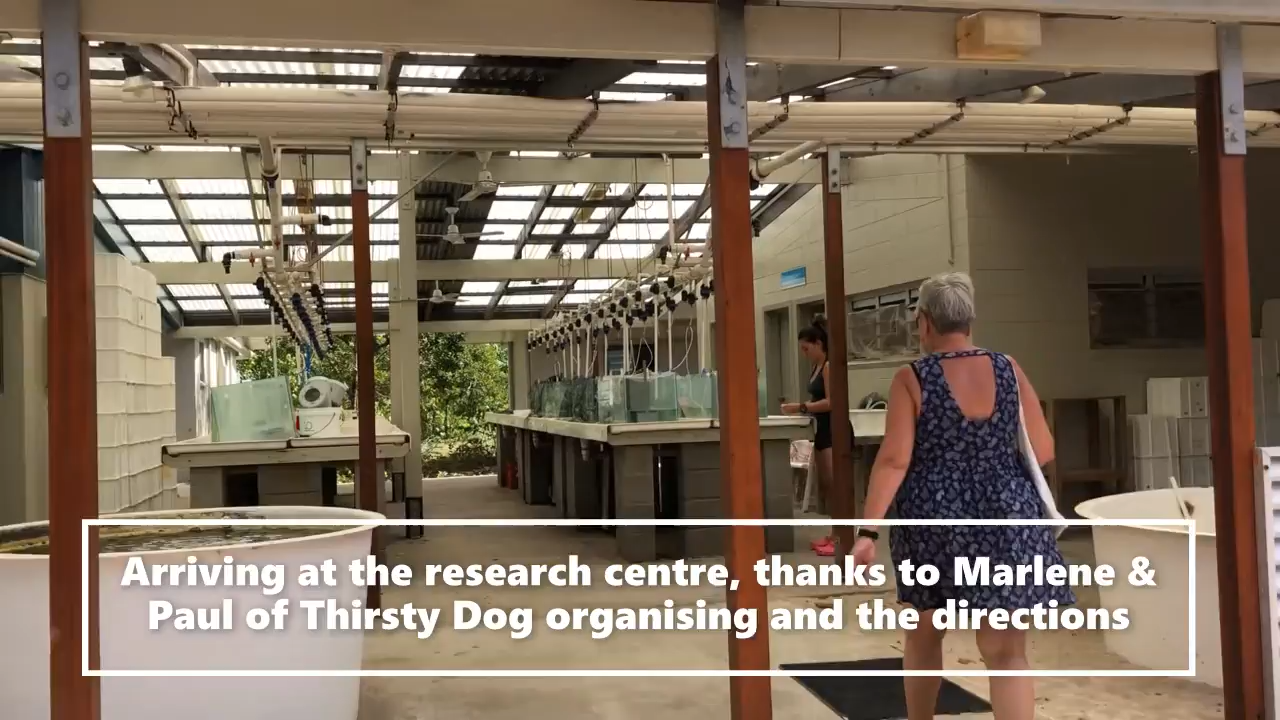 Arriving at the research centre, thanks to Marlene &
Paul of Thirsty Dog organising and the directions